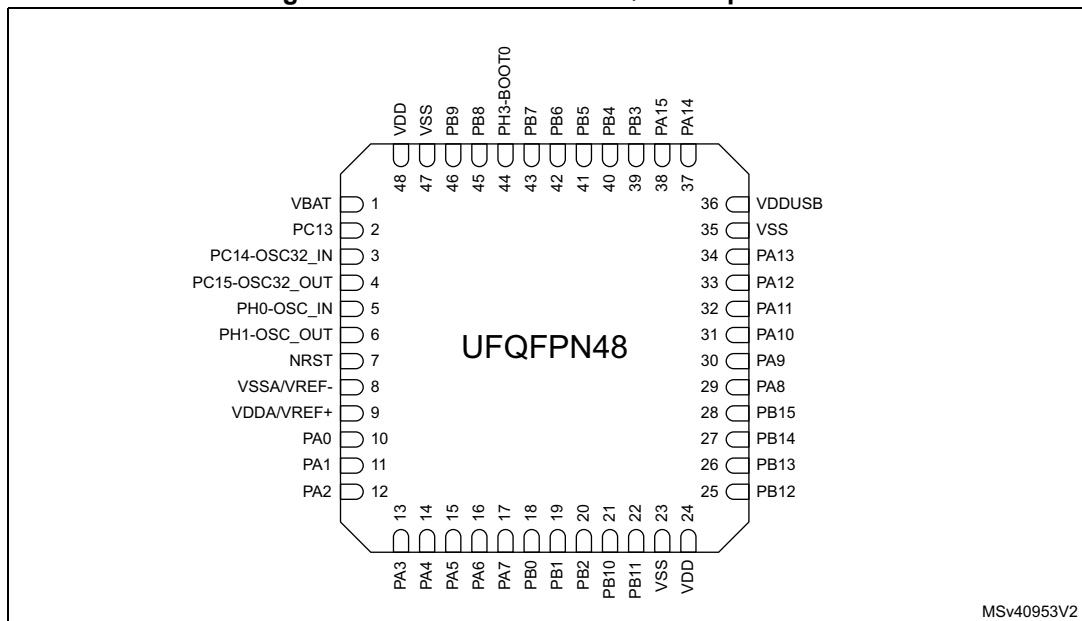 VDD
VSS
PB9
PB8
PH3-BOOT0
PB7
PB6
PB5
PB4
PB3
PA15
PA14
48
47
46
45
44
43
42
41
40
39
38
37
VBAT 1
PC13 2
PC14-OSC32_IN 3
PC15-OSC32_OUT 4
PH0-OSC_IN 5
PH1-OSC_OUT 6
NRST 7
VSSA/VREF- 8
VDDA/VREF+ 9
PA0 10
PA1 11
PA2 12
UFQFPN48
36 VDDUSB
35 VSS
34 PA13
33 PA12
32 PA11
31 PA10
30 PA9
29 PA8
28 PB15
27 PB14
26 PB13
25 PB12
13
14
15
16
17
18
19
20
21
22
23
24
PA3
PA4
PA5
PA6
PA7
PB0
PB1
PB2
PB10
PB11
VSS
VDD
MSv40953V2